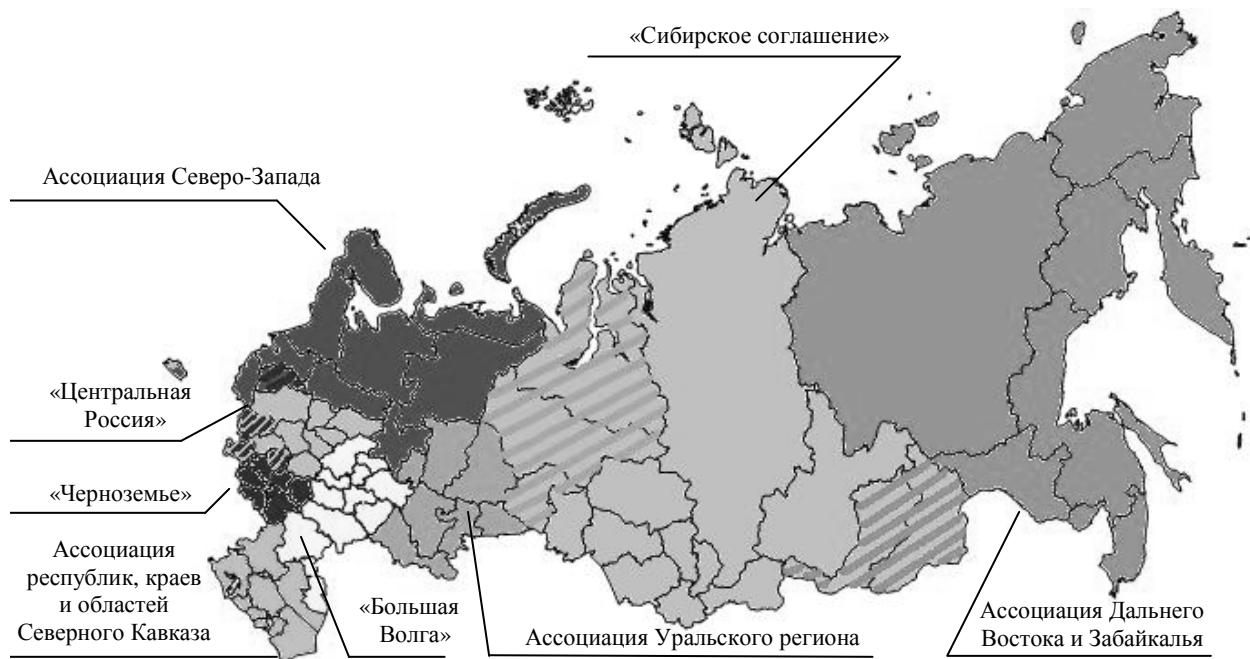 «Сибирское соглашение»
Ассоциация Северо-Запада
«Центральная
Россия»
«Черноземье»
Ассоциация
республик, краев
и областей
Северного Кавказа
«Большая
Волга»
Ассоциация Уральского региона
Ассоциация Дальнего
Востока и Забайкалья